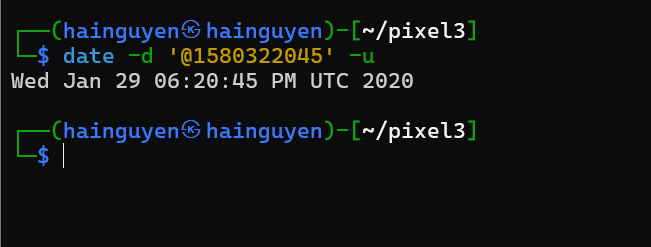 ┌──(hainguyen㉿hainguyen)-[~/pixel3]
└─$ date -d '@1580322045' -u
Wed Jan 29 06:20:45 PM UTC 2020
┌──(hainguyen㉿hainguyen)-[~/pixel3]
└─$